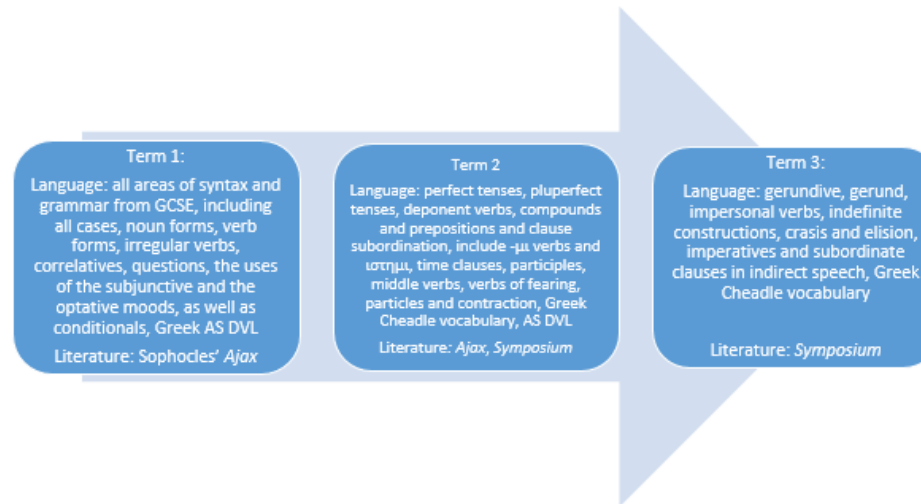 Term 1:
Language: all areas of syntax and
grammar from GCSE, including
all cases, noun forms, verb
forms, irregular verbs,
correlatives, questions, the uses
of the subjunctive and the
optative moods, as well as
conditionals, Greek AS DVL
Literature: Sophocles’ Ajax
Term 2
Language: perfect tenses, pluperfect
tenses, deponent verbs, compounds
and prepositions and clause
subordination, include -μι verbs and
ιστημι, time clauses, participles,
middle verbs, verbs of fearing,
particles and contraction, Greek
Cheadle vocabulary, AS DVL
Literature: Ajax, Symposium
Term 3:
Language: gerundive, gerund,
impersonal verbs, indefinite
constructions, crasis and elision,
imperatives and subordinate
clauses in indirect speech, Greek
Cheadle vocabulary
Literature: Symposium